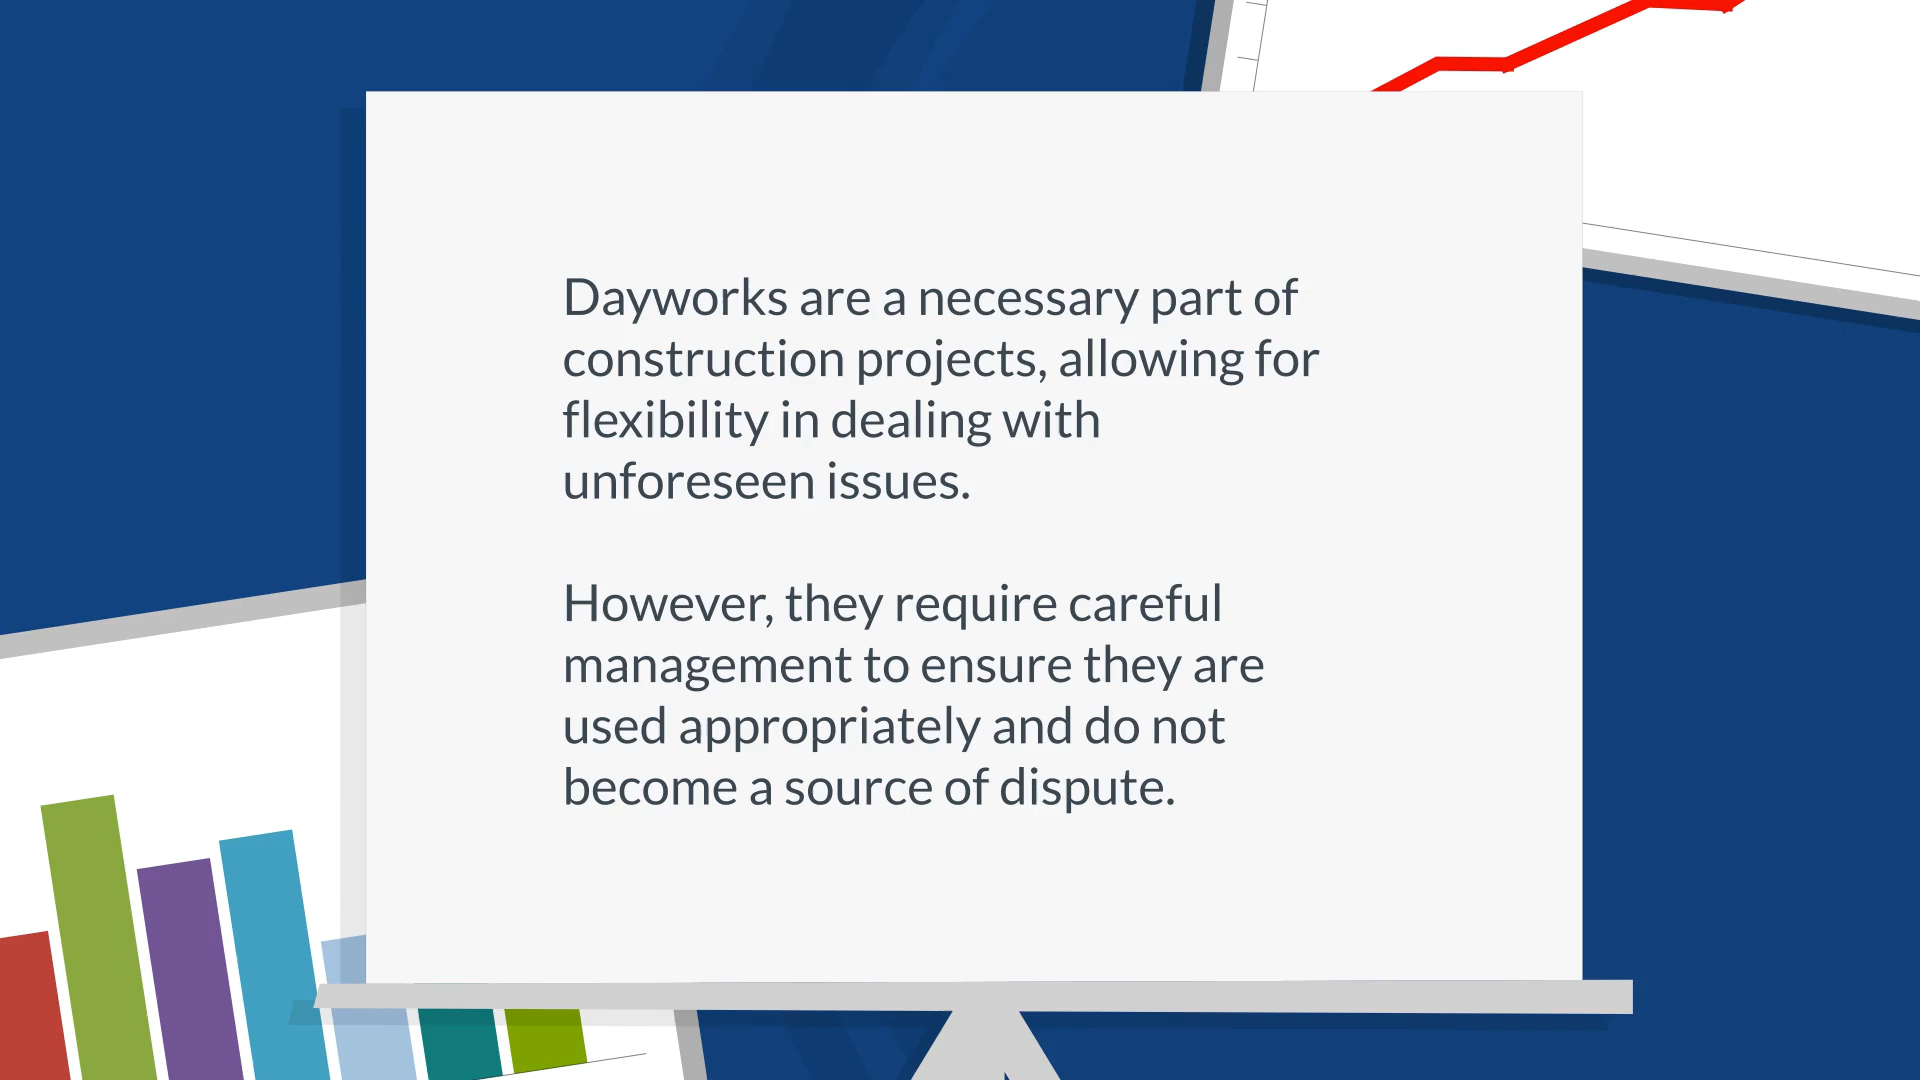 Dayworks are a necessary part of
construction projects, allowing for
flexibility in dealing with
unforeseen issues.
However, they require careful
management to ensure they are
used appropriately and do not
become a source of dispute.